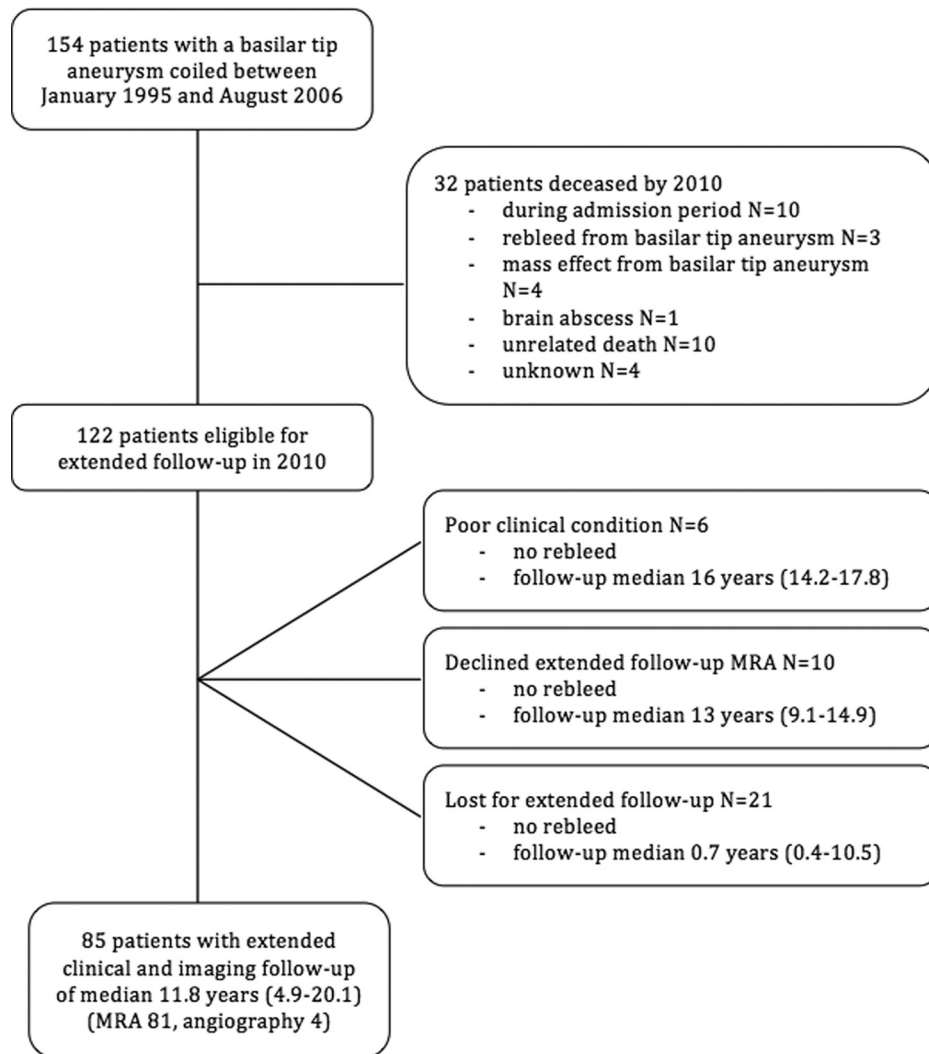 154 patients with a basilar tip
aneurysm coiled between
January 1995 and August 2006
32 patients deceased by 2010
- during admission period N=10
- rebleed from basilar tip aneurysm N=3
- mass effect from basilar tip aneurysm
N=4
- brain abscess N=1
- unrelated death N=10
- unknown N=4
122 patients eligible for
extended follow-up in 2010
Poor clinical condition N=6
- no rebleed
- follow-up median 16 years (14.2-17.8)
Declined extended follow-up MRA N=10
- no rebleed
- follow-up median 13 years (9.1-14.9)
Lost for extended follow-up N=21
- no rebleed
- follow-up median 0.7 years (0.4-10.5)
85 patients with extended
clinical and imaging follow-up
of median 11.8 years (4.9-20.1)
(MRA 81, angiography 4)